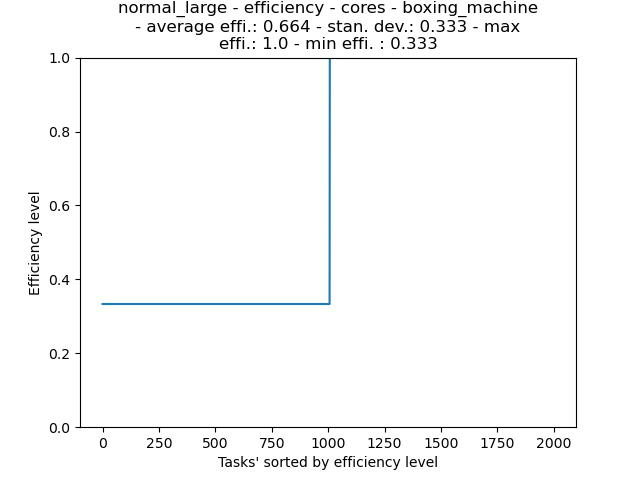 normal_large - efficiency - cores - boxing_machine
- average effi.: 0.664 - stan. dev.: 0.333 - max
effi.: 1.0 - min effi. : 0.333
1.0
0.8
0.6
0.4
0.2
0.0
Efficiency level
0 250 500 750 1000 1250 1500 1750 2000
Tasks' sorted by efficiency level